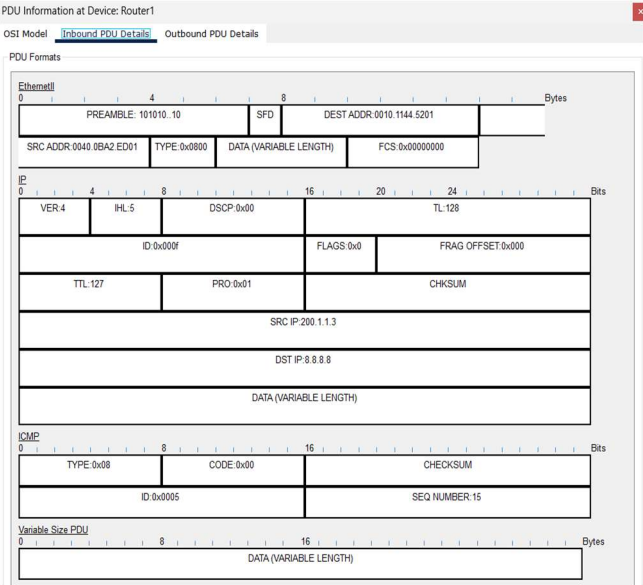 PDU Information at Device: Router1
OSI Model Inbound PDU Details Outbound PDU Details
PDU Formats
EthernetII
0 4 8 Bytes
PREAMBLE: 101010..10 SFD DEST ADDR:0010.1144.5201
SRC ADDR:0040.0BA2.ED01 TYPE:0x0800 DATA (VARIABLE LENGTH) FCS:0x00000000
IP
0 4 8 16 20 24 Bits
VER:4 IHL:5 DSCP:0x00 TL:128
ID:0x000f FLAGS:0x0 FRAG OFFSET:0x000
TTL:127 PRO:0x01 CHKSUM
SRC IP:200.1.1.3
DST IP:8.8.8.8
DATA (VARIABLE LENGTH)
ICMP
0 8 16 Bits
TYPE:0x08 CODE:0x00 CHECKSUM
ID:0x0005 SEQ NUMBER:15
Variable Size PDU
0 8 16 Bytes
DATA (VARIABLE LENGTH)